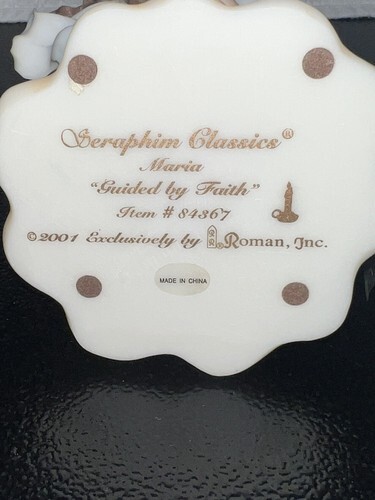 Seraphim Classics®
Maria
"Guided by Faith"
Item # 84367
©2001 Exclusively by Roman, Inc.
MADE IN CHINA